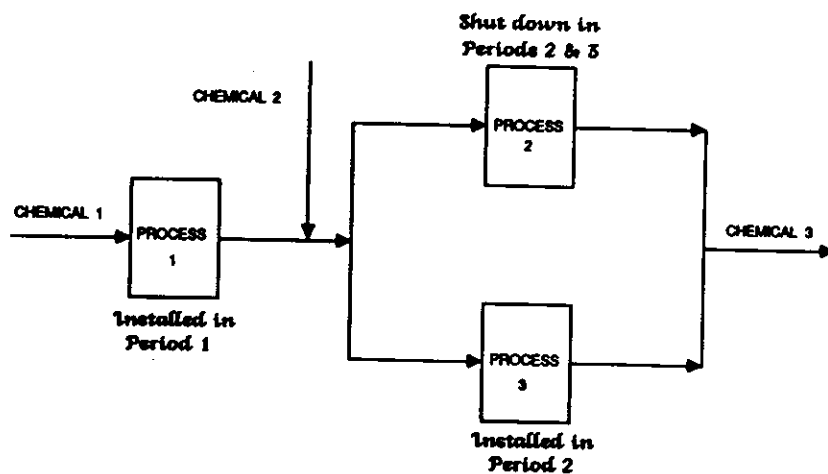 Shut down in
Periods 2 & 3
CHEMICAL 2
PROCESS
2
CHEMICAL 1
PROCESS
1
CHEMICAL 3
Installed in
Period 1
PROCESS
3
Installed in
Period 2